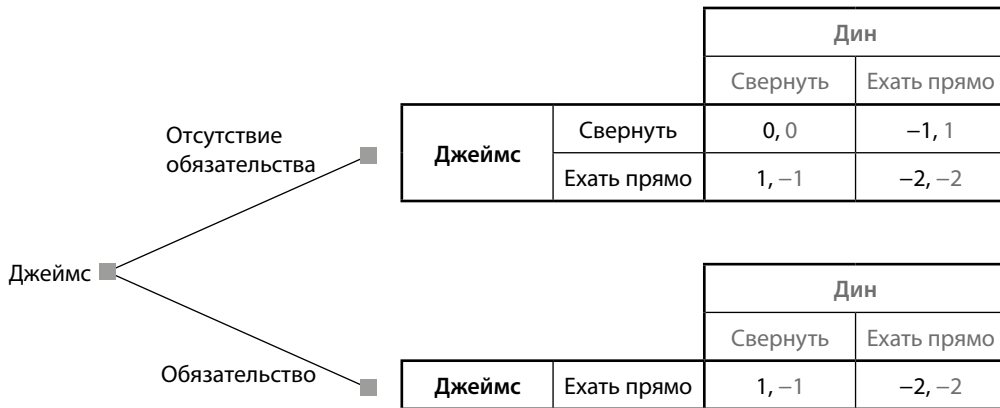 Дин
Свернуть Ехать прямо
Отсутствие
обязательства
Джеймс Свернуть 0, 0 −1, 1
Ехать прямо 1, −1 −2, −2
Джеймс
Дин
Свернуть Ехать прямо
Обязательство
Джеймс Ехать прямо 1, −1 −2, −2